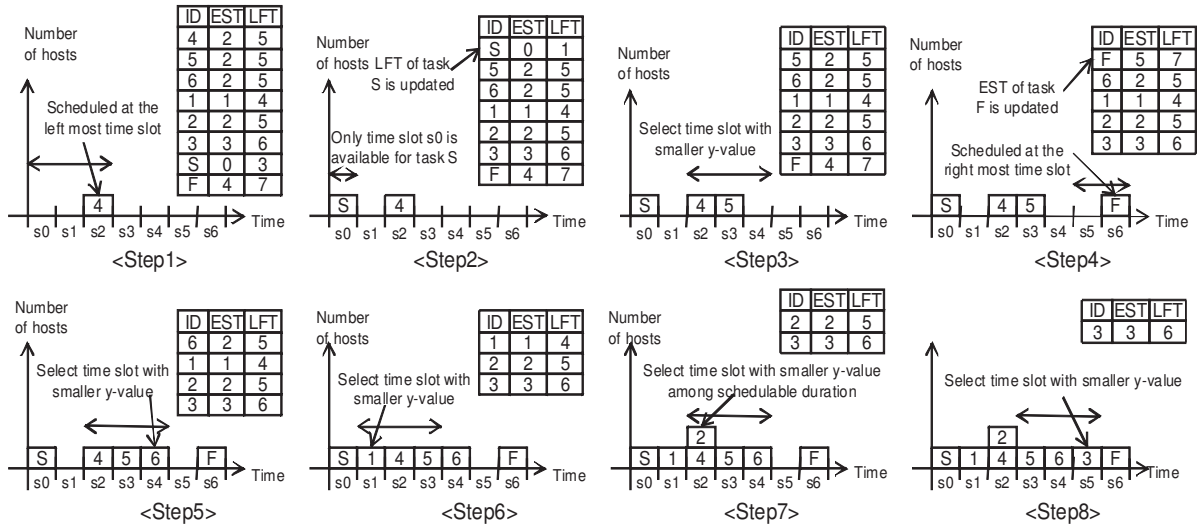 Number
of hosts
ID EST LFT
4 2 5
5 2 5
6 2 5
1 1 4
2 2 5
3 3 6
S 0 3
F 4 7
Scheduled at the
left most time slot
4
Time
s0 s1 s2 s3 s4 s5 s6
<Step1>
Number
of hosts
LFT of task
S is updated
ID EST LFT
S 0 1
5 2 5
6 2 5
1 1 4
2 2 5
3 3 6
F 4 7
Only time slot s0 is
available for task S
S 4
Time
s0 s1 s2 s3 s4 s5 s6
<Step2>
Number
of hosts
ID EST LFT
5 2 5
6 2 5
1 1 4
2 2 5
3 3 6
F 4 7
Select time slot with
smaller y-value
S 4 5
Time
s0 s1 s2 s3 s4 s5 s6
<Step3>
Number
of hosts
ID EST LFT
F 5 7
6 2 5
1 1 4
2 2 5
3 3 6
EST of task
F is updated
Scheduled at the
right most time slot
S 4 5 F
Time
s0 s1 s2 s3 s4 s5 s6
<Step4>
Number
of hosts
ID EST LFT
6 2 5
1 1 4
2 2 5
3 3 6
Select time slot with
smaller y-value
S 4 5 6 F
Time
s0 s1 s2 s3 s4 s5 s6
<Step5>
Number
of hosts
ID EST LFT
1 1 4
2 2 5
3 3 6
Select time slot with
smaller y-value
S 1 4 5 6 F
Time
s0 s1 s2 s3 s4 s5 s6
<Step6>
Number
of hosts
ID EST LFT
2 2 5
3 3 6
Select time slot with smaller y-value
among schedulable duration
2
S 1 4 5 6 F
Time
s0 s1 s2 s3 s4 s5 s6
<Step7>
Number
of hosts
ID EST LFT
3 3 6
Select time slot with smaller y-value
2
S 1 4 5 6 3 F
Time
s0 s1 s2 s3 s4 s5 s6
<Step8>